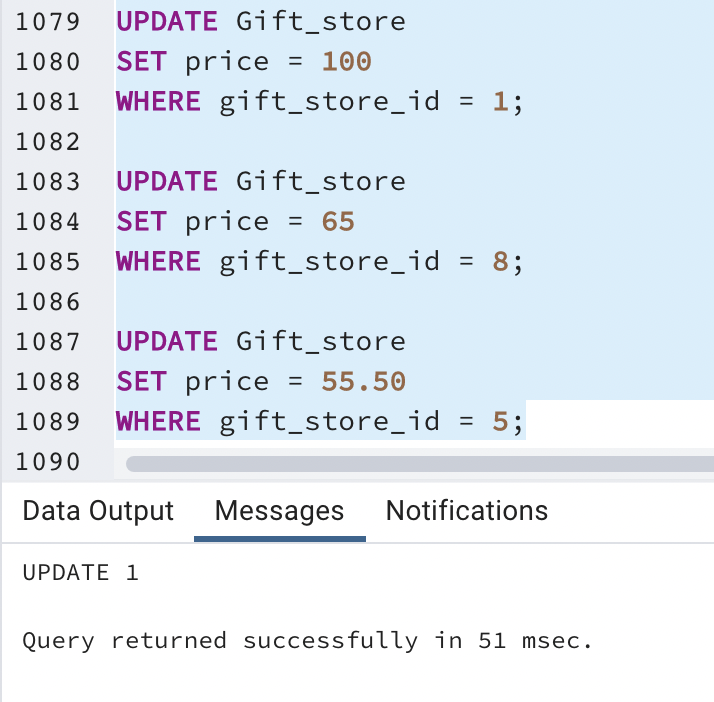 1079 UPDATE Gift_store
1080 SET price = 100
1081 WHERE gift_store_id = 1;
1082
1083 UPDATE Gift_store
1084 SET price = 65
1085 WHERE gift_store_id = 8;
1086
1087 UPDATE Gift_store
1088 SET price = 55.50
1089 WHERE gift_store_id = 5;
1090
Data Output Messages Notifications
UPDATE 1
Query returned successfully in 51 msec.